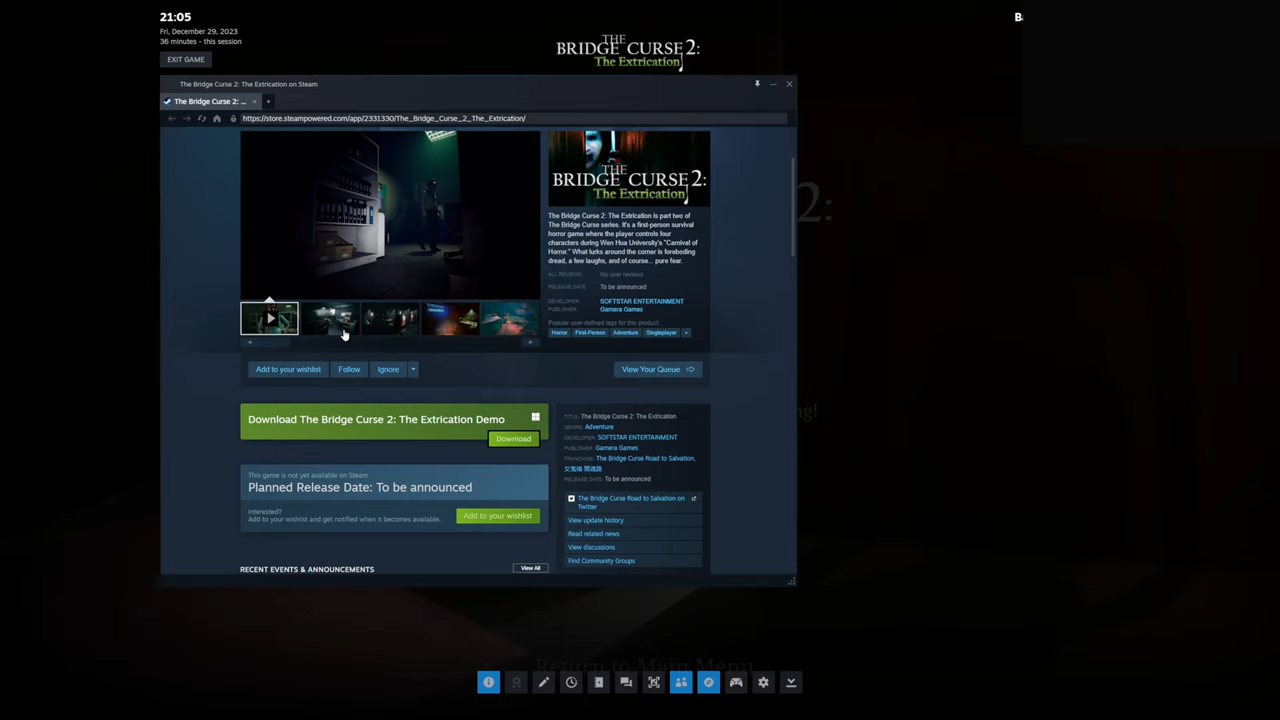 21:05
Fri, December 29, 2023
36 minutes - this session
EXIT GAME
THE
BRIDGE CURSE 2:
The Extrication
The Bridge Curse 2: The Extrication on Steam
The Bridge Curse 2: ...
https://store.steampowered.com/app/2331330/The_Bridge_Curse_2_The_Extrication/
THE
BRIDGE CURSE 2:
The Extrication
The Bridge Curse 2: The Extrication is part two of
The Bridge Curse series. It's a first-person survival
horror game where the player controls four
characters during Wen Hua University's "Carnival of
Horror." What lurks around the corner is foreboding
dread, a few laughs, and of course... pure fear.
ALL REVIEWS: No user reviews
RELEASE DATE: To be announced
DEVELOPER: SOFTSTAR ENTERTAINMENT
PUBLISHER: Gamera Games
Popular user-defined tags for this product:
Horror First-Person Adventure Singleplayer +
Add to your wishlist Follow Ignore
View Your Queue
Download The Bridge Curse 2: The Extrication Demo
Download
This game is not yet available on Steam
Planned Release Date: To be announced
Interested?
Add to your wishlist and get notified when it becomes available.
Add to your wishlist
TITLE: The Bridge Curse 2: The Extrication
GENRE: Adventure
DEVELOPER: SOFTSTAR ENTERTAINMENT
PUBLISHER: Gamera Games
FRANCHISE: The Bridge Curse Road to Salvation,
RELEASE DATE: To be announced
The Bridge Curse Road to Salvation on
Twitter
View update history
Read related news
View discussions
Find Community Groups
RECENT EVENTS & ANNOUNCEMENTS
View All
2:
Return to Main Menu